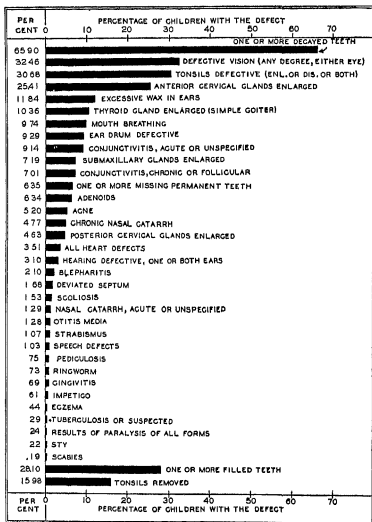 PER CENT PERCENTAGE OF CHILDREN WITH THE DEFECT
0 10 20 30 40 50 60 70
65.90 ONE OR MORE DECAYED TEETH
32.46 DEFECTIVE VISION (ANY DEGREE, EITHER EYE)
30.68 TONSILS DEFECTIVE (ENL. OR DIS. OR BOTH)
25.41 ANTERIOR CERVICAL GLANDS ENLARGED
11.84 EXCESSIVE WAX IN EARS
10.36 THYROID GLAND ENLARGED (SIMPLE GOITER)
9.74 MOUTH BREATHING
9.29 EAR DRUM DEFECTIVE
9.14 CONJUNCTIVITIS, ACUTE OR UNSPECIFIED
7.19 SUBMAXILLARY GLANDS ENLARGED
7.01 CONJUNCTIVITIS, CHRONIC OR FOLLICULAR
6.35 ONE OR MORE MISSING PERMANENT TEETH
6.34 ADENOIDS
5.20 ACNE
4.77 CHRONIC NASAL CATARRH
4.63 POSTERIOR CERVICAL GLANDS ENLARGED
3.51 ALL HEART DEFECTS
3.10 HEARING DEFECTIVE, ONE OR BOTH EARS
2.10 BLEPHARITIS
1.68 DEVIATED SEPTUM
1.53 SCOLIOSIS
1.29 NASAL CATARRH, ACUTE OR UNSPECIFIED
1.28 OTITIS MEDIA
1.07 STRABISMUS
1.03 SPEECH DEFECTS
.75 PEDICULOSIS
.73 RINGWORM
.69 GINGIVITIS
.61 IMPETIGO
.44 ECZEMA
.29 TUBERCULOSIS OR SUSPECTED
.24 RESULTS OF PARALYSIS OF ALL FORMS
.22 STY
.19 SCABIES
28.10 ONE OR MORE FILLED TEETH
15.98 TONSILS REMOVED
PER CENT 0 10 20 30 40 50 60 70
PERCENTAGE OF CHILDREN WITH THE DEFECT